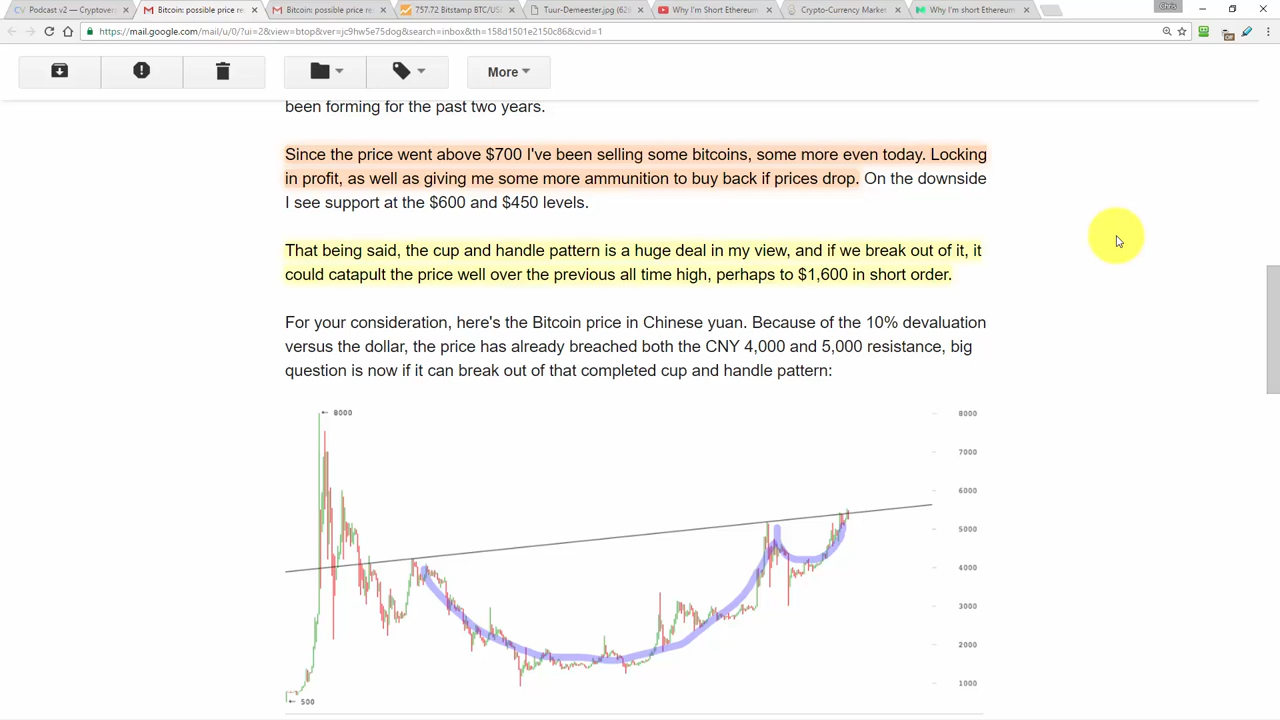 Chris
Podcast v2 — Cryptover
Bitcoin: possible price re
Bitcoin: possible price re
757.72 Bitstamp BTC/USD
Tuur-Demeester.jpg (628
Why I'm Short Ethereum
Crypto-Currency Market
Why I'm short Ethereum
https://mail.google.com/mail/u/0/?ui=2&view=btop&ver=jc9hw5e75dog&search=inbox&th=158d1501e2150c86&cvid=1
More
been forming for the past two years.
Since the price went above $700 I've been selling some bitcoins, some more even today. Locking
in profit, as well as giving me some more ammunition to buy back if prices drop. On the downside
I see support at the $600 and $450 levels.
That being said, the cup and handle pattern is a huge deal in my view, and if we break out of it, it
could catapult the price well over the previous all time high, perhaps to $1,600 in short order.
For your consideration, here's the Bitcoin price in Chinese yuan. Because of the 10% devaluation
versus the dollar, the price has already breached both the CNY 4,000 and 5,000 resistance, big
question is now if it can break out of that completed cup and handle pattern:
← 8000
8000
7000
6000
5000
4000
3000
2000
1000
← 500